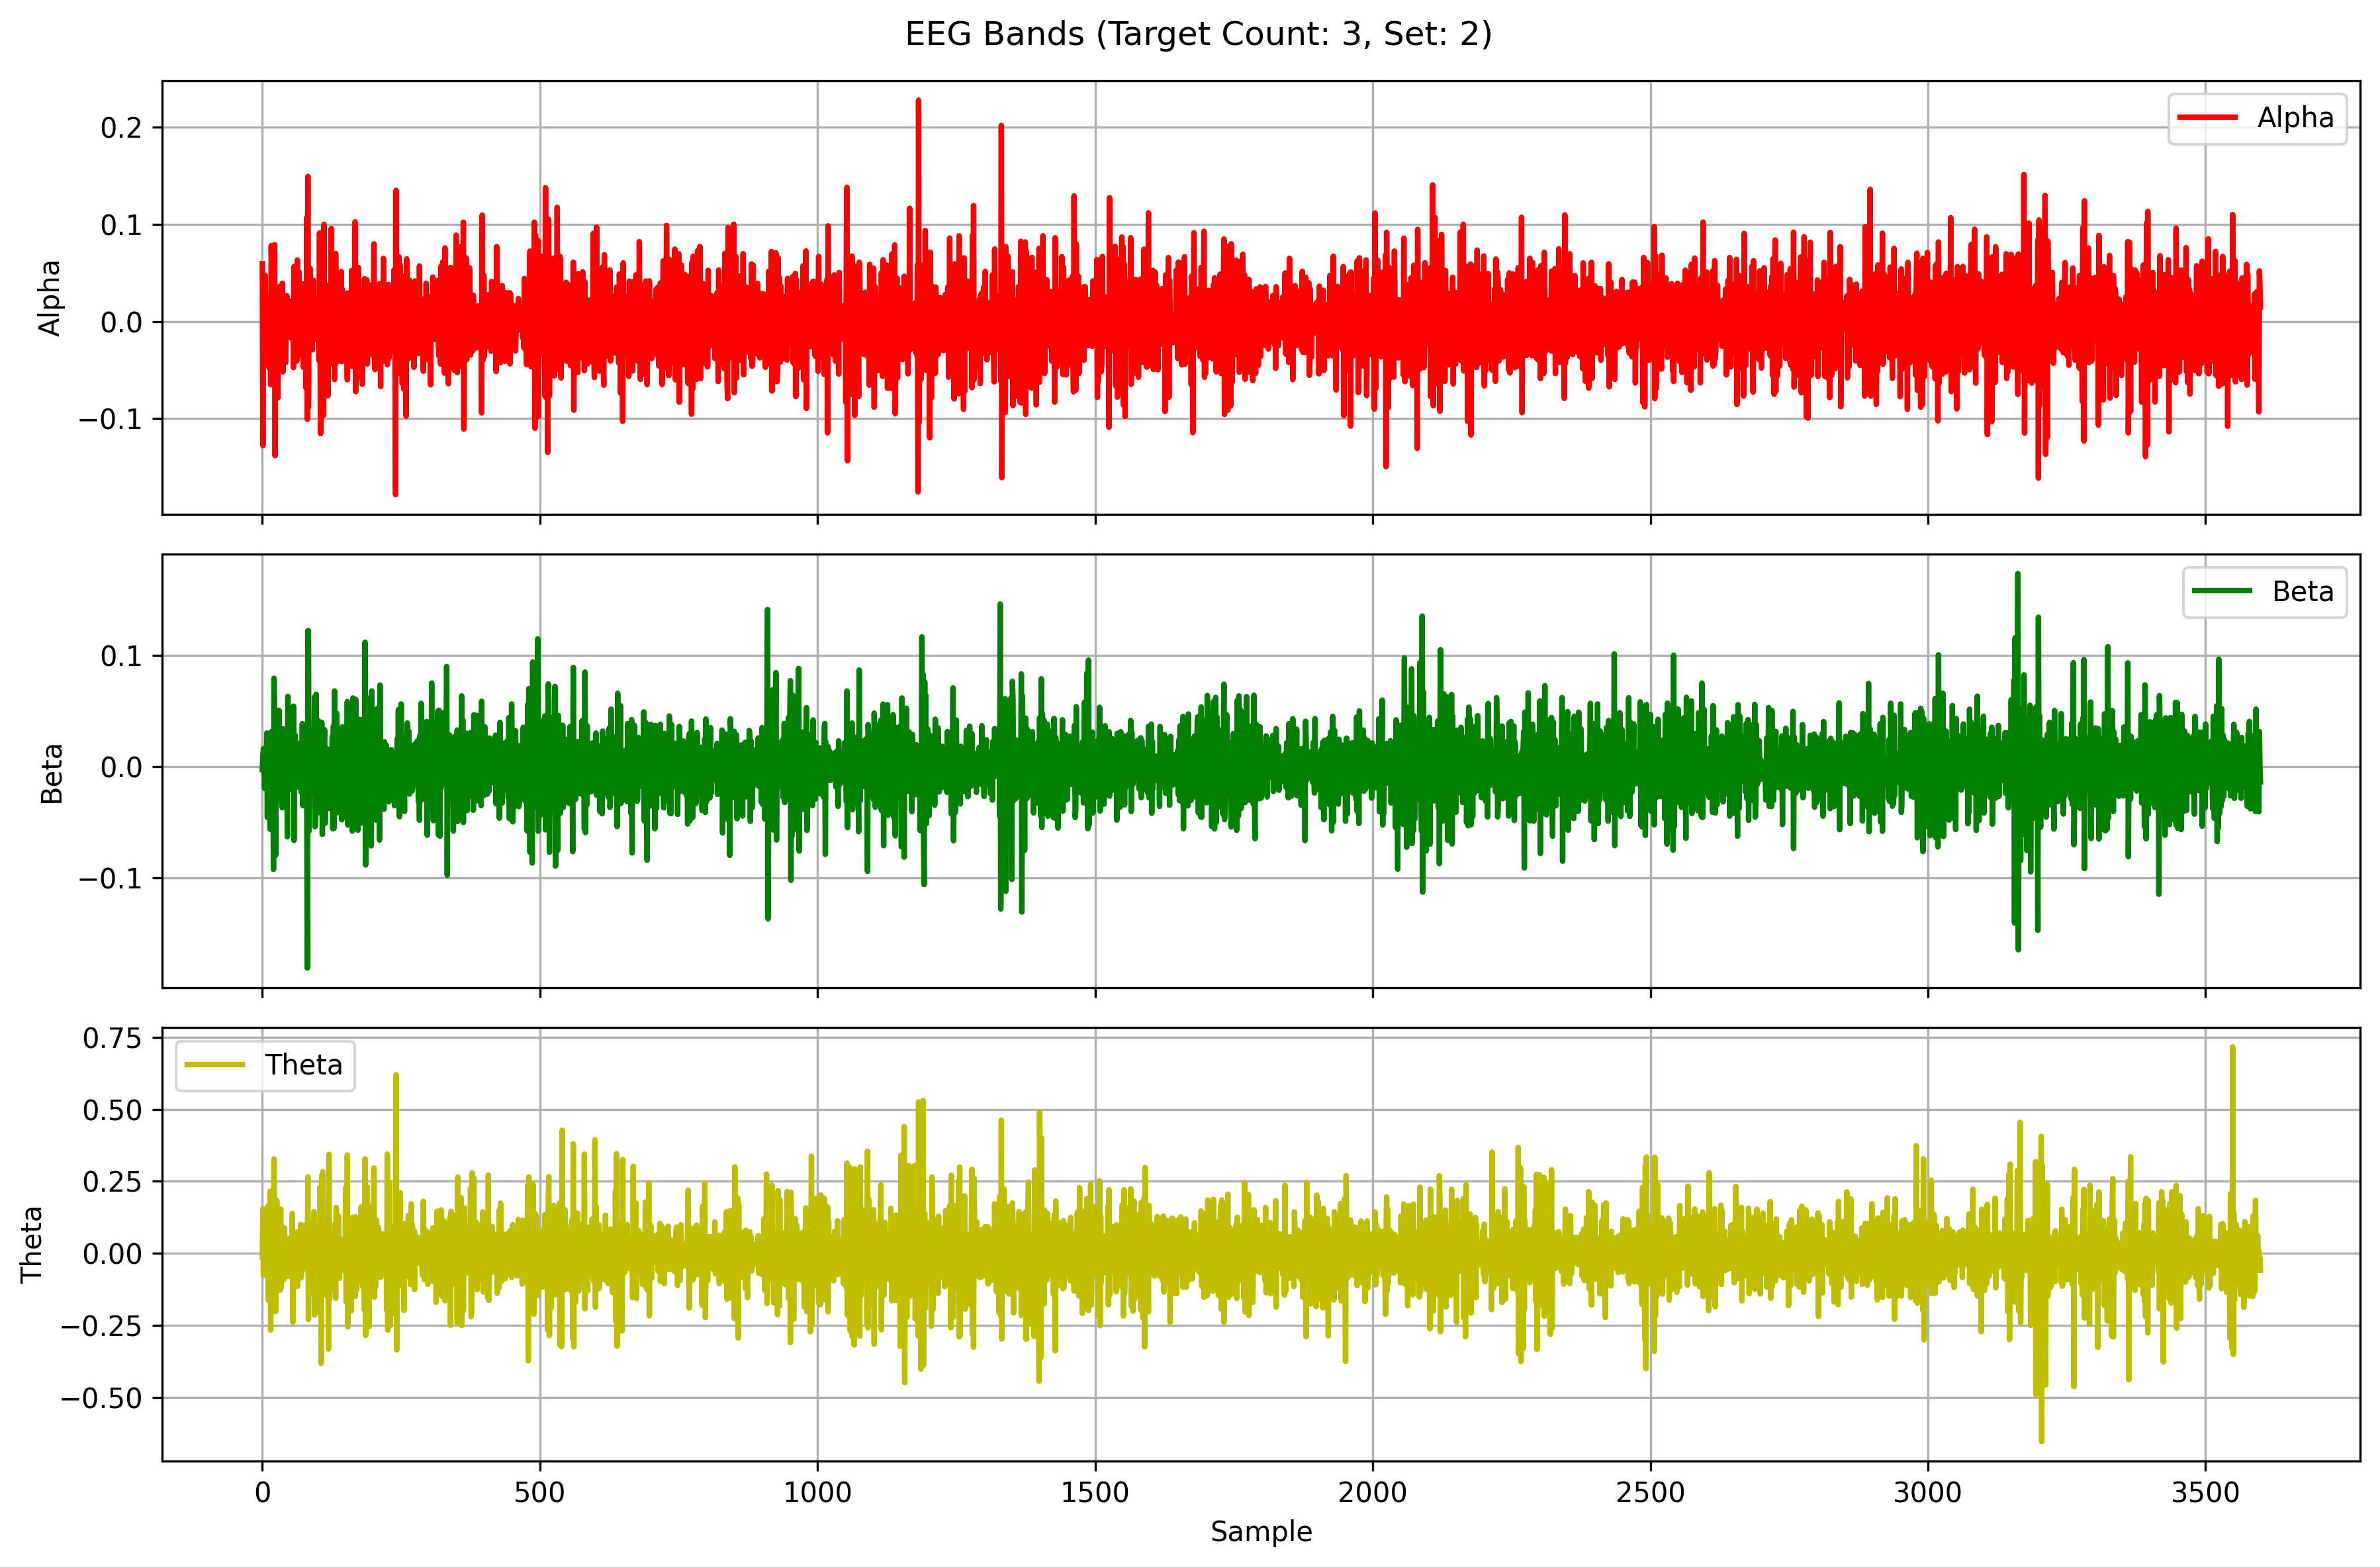 EEG Bands (Target Count: 3, Set: 2)
0.2
0.1
0.0
−0.1
Alpha
Alpha
0.1
0.0
−0.1
Beta
Beta
0.75
0.50
0.25
0.00
−0.25
−0.50
Theta
Theta
0 500 1000 1500 2000 2500 3000 3500
Sample